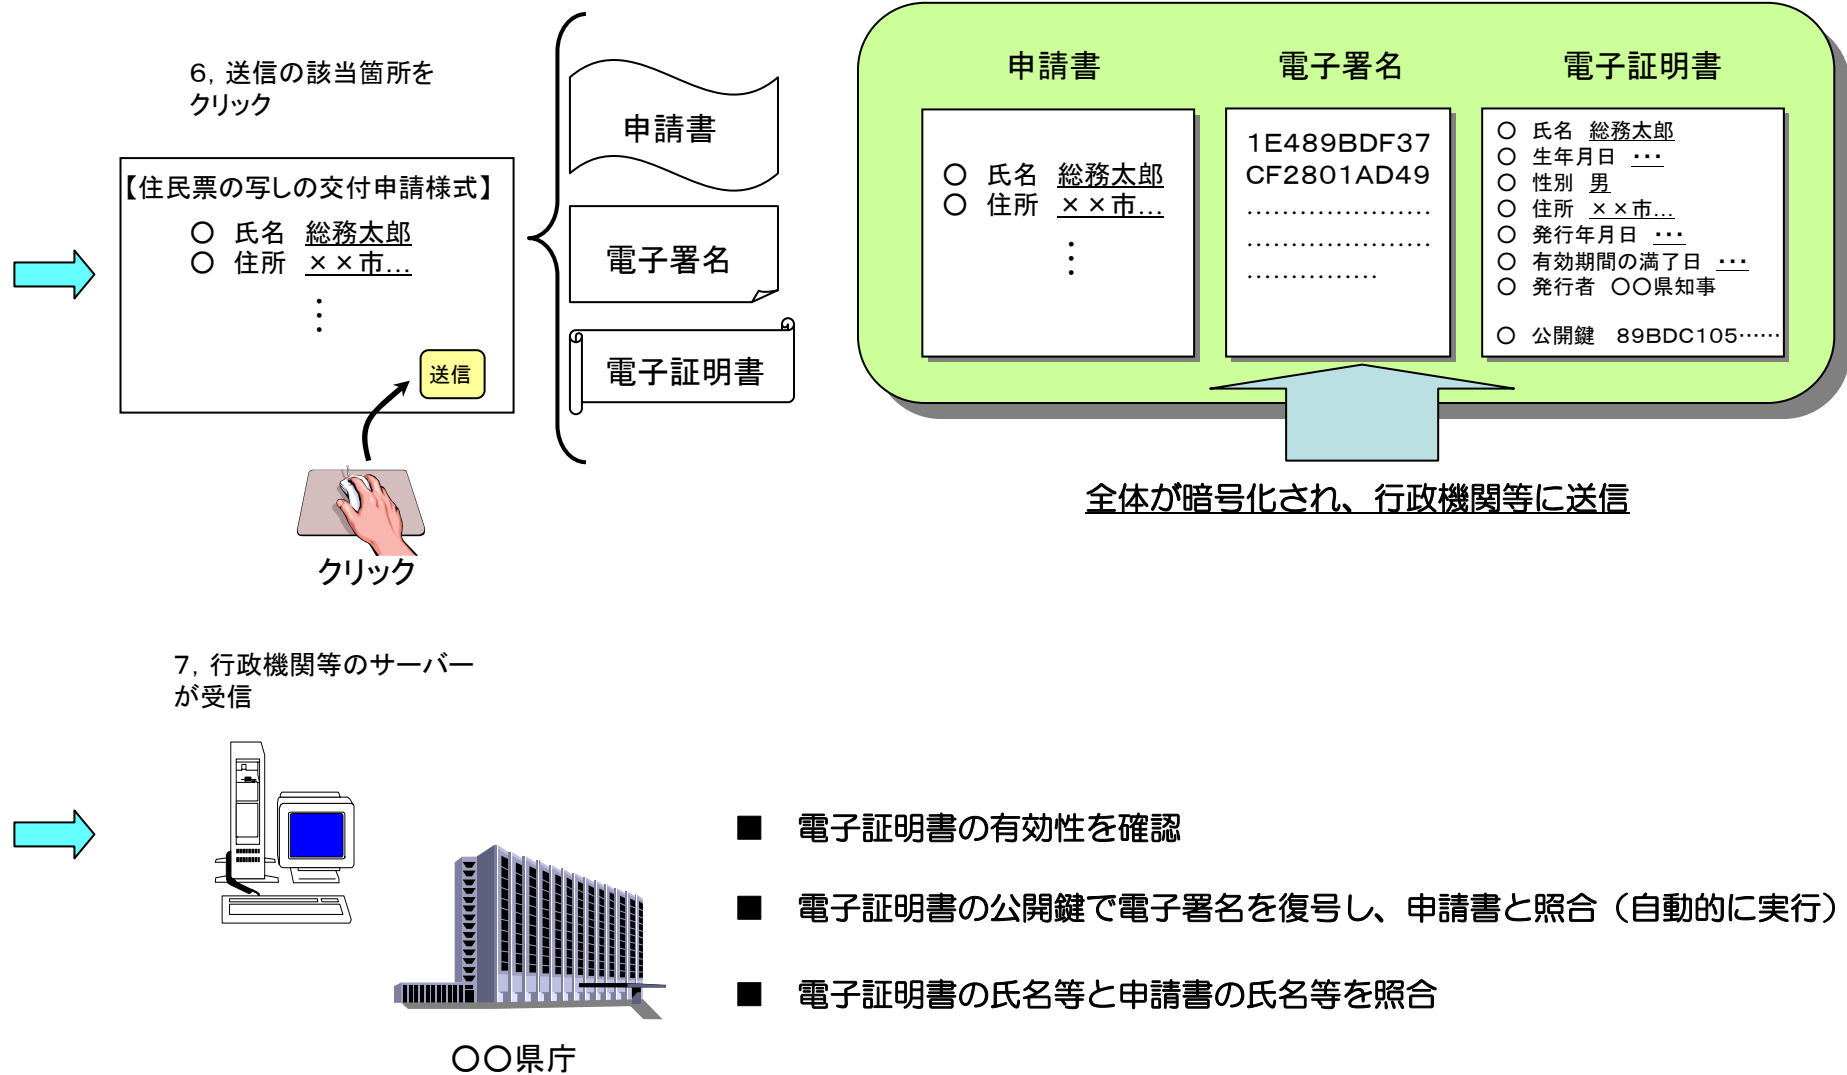 6，送信の該当箇所を
クリック
【住民票の写しの交付申請様式】
○　氏名　総務太郎
○　住所　××市…
⋮
送信
クリック
申請書
電子署名
電子証明書
申請書
○　氏名　総務太郎
○　住所　××市…
⋮
電子署名
1E489BDF37
CF2801AD49
…………………
…………………
……………
電子証明書
○　氏名　総務太郎
○　生年月日　・・・
○　性別　男
○　住所　××市…
○　発行年月日　・・・
○　有効期間の満了日　・・・
○　発行者　○○県知事
○　公開鍵　89BDC105……
全体が暗号化され、行政機関等に送信
7，行政機関等のサーバー
が受信
○○県庁
■　電子証明書の有効性を確認
■　電子証明書の公開鍵で電子署名を復号し、申請書と照合（自動的に実行）
■　電子証明書の氏名等と申請書の氏名等を照合